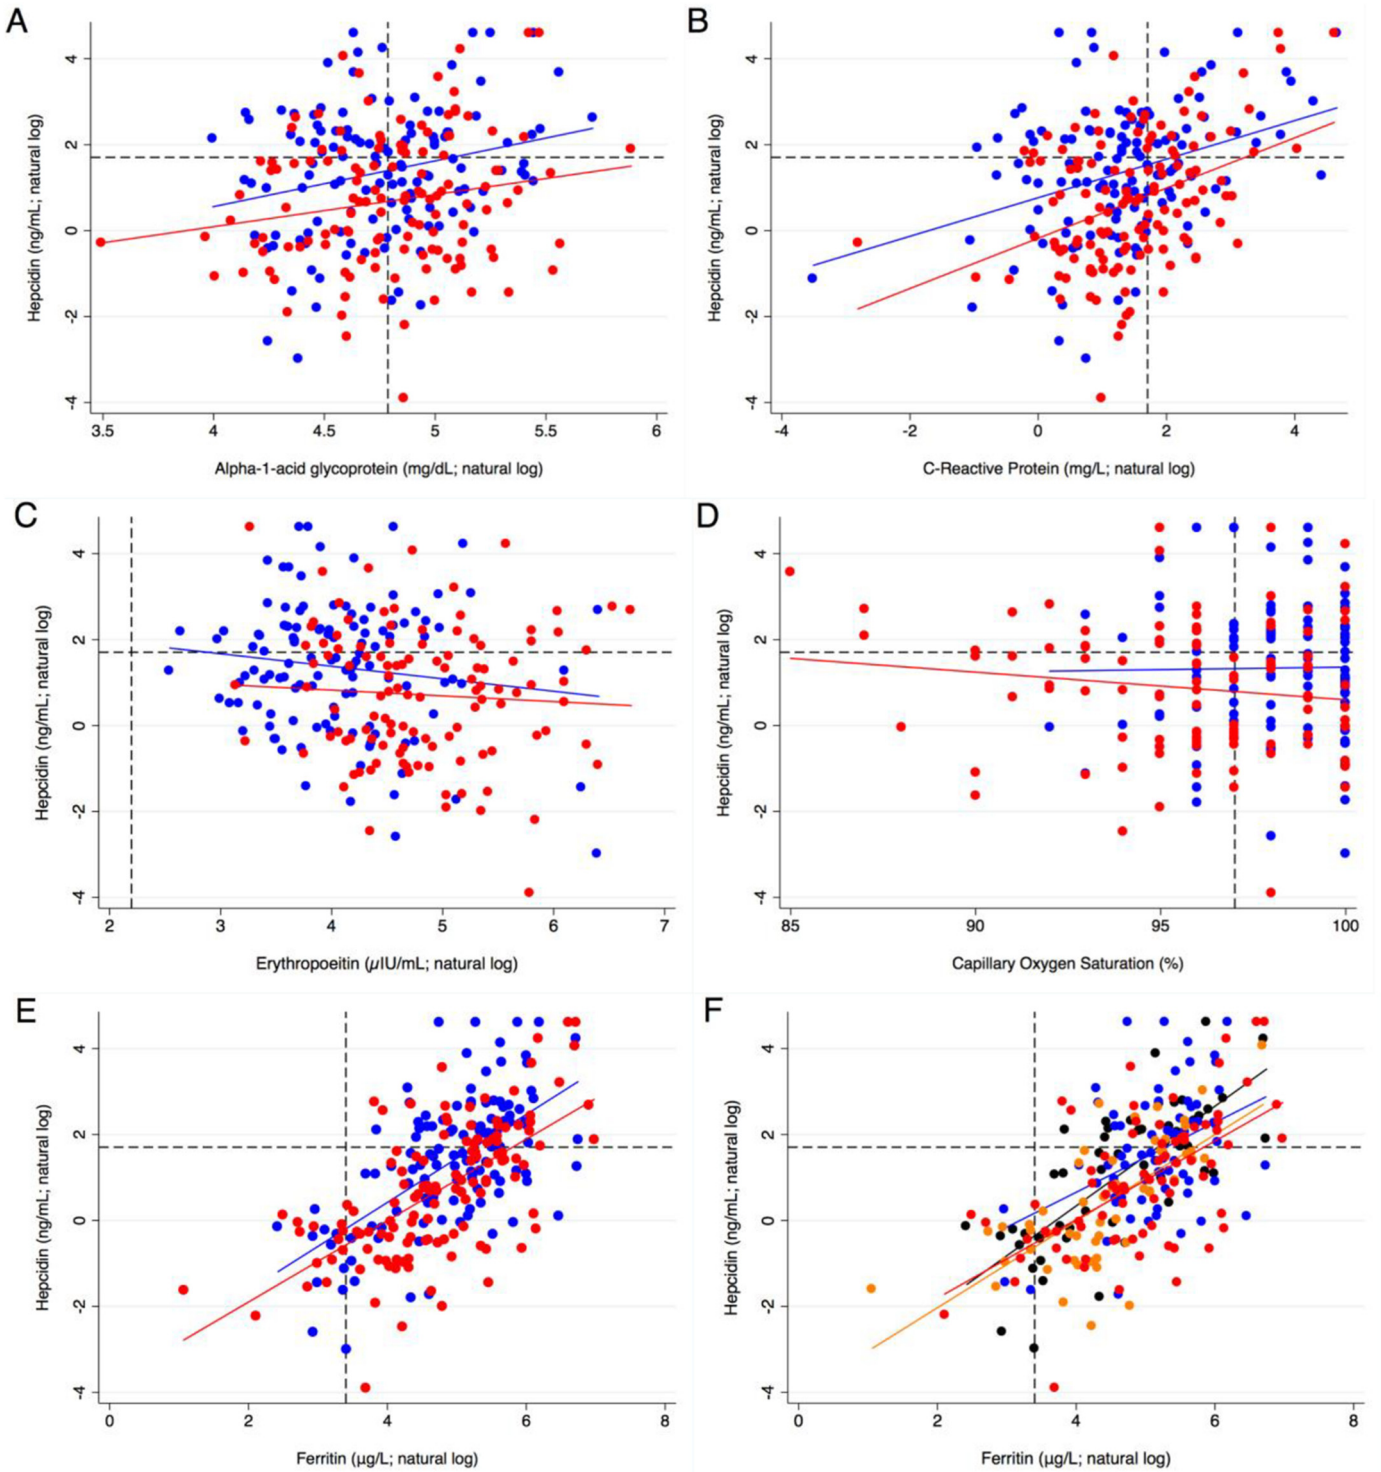 A
Hepcidin (ng/mL; natural log)
4
2
0
-2
-4
3.5 4 4.5 5 5.5 6
Alpha-1-acid glycoprotein (mg/dL; natural log)
B
Hepcidin (ng/mL; natural log)
4
2
0
-2
-4
-4 -2 0 2 4
C-Reactive Protein (mg/L; natural log)
C
Hepcidin (ng/mL; natural log)
4
2
0
-2
-4
2 3 4 5 6 7
Erythropoeitin (µIU/mL; natural log)
D
Hepcidin (ng/mL; natural log)
4
2
0
-2
-4
85 90 95 100
Capillary Oxygen Saturation (%)
E
Hepcidin (ng/mL; natural log)
4
2
0
-2
-4
0 2 4 6 8
Ferritin (µg/L; natural log)
F
Hepcidin (ng/mL; natural log)
4
2
0
-2
-4
0 2 4 6 8
Ferritin (µg/L; natural log)